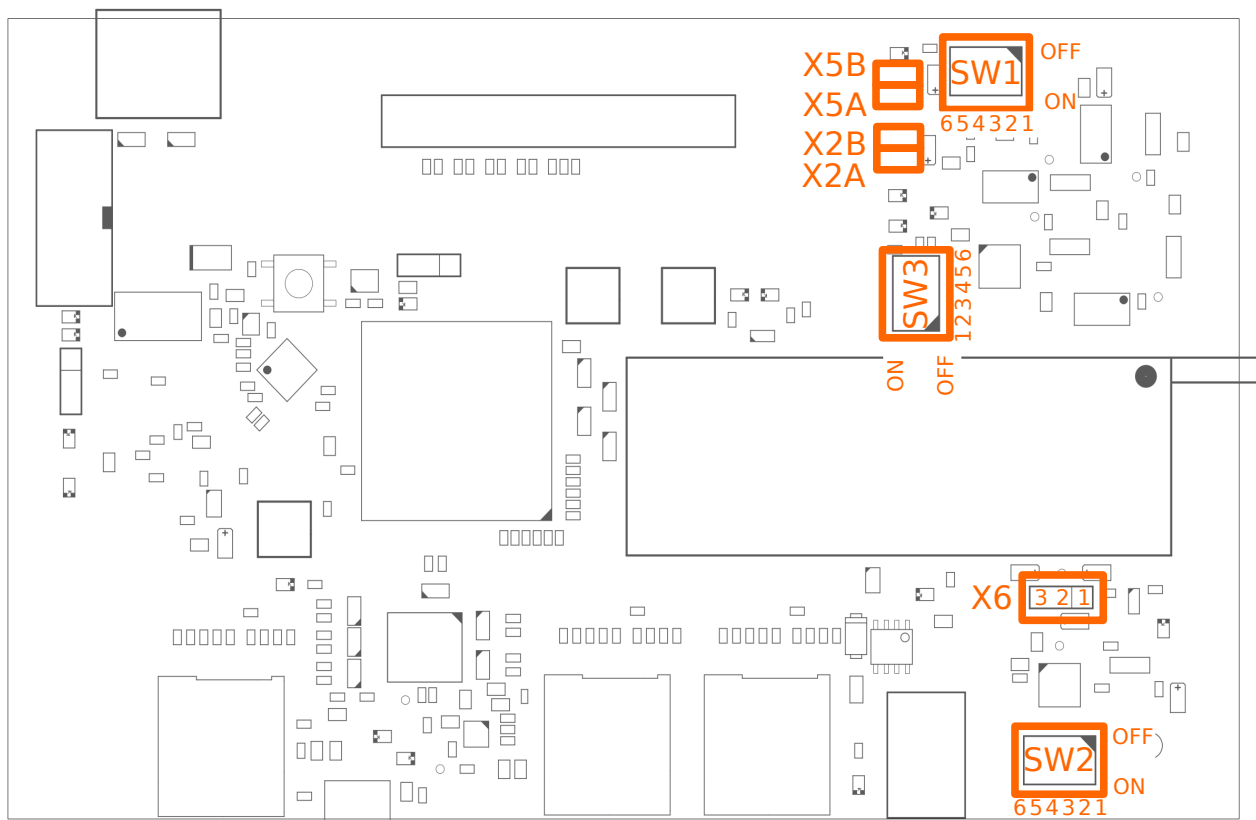 X5B
X5A
SW1
OFF
ON
654321
X2B
X2A
SW3
123456
ON
OFF
X6
3 2 1
SW2
OFF
ON
654321